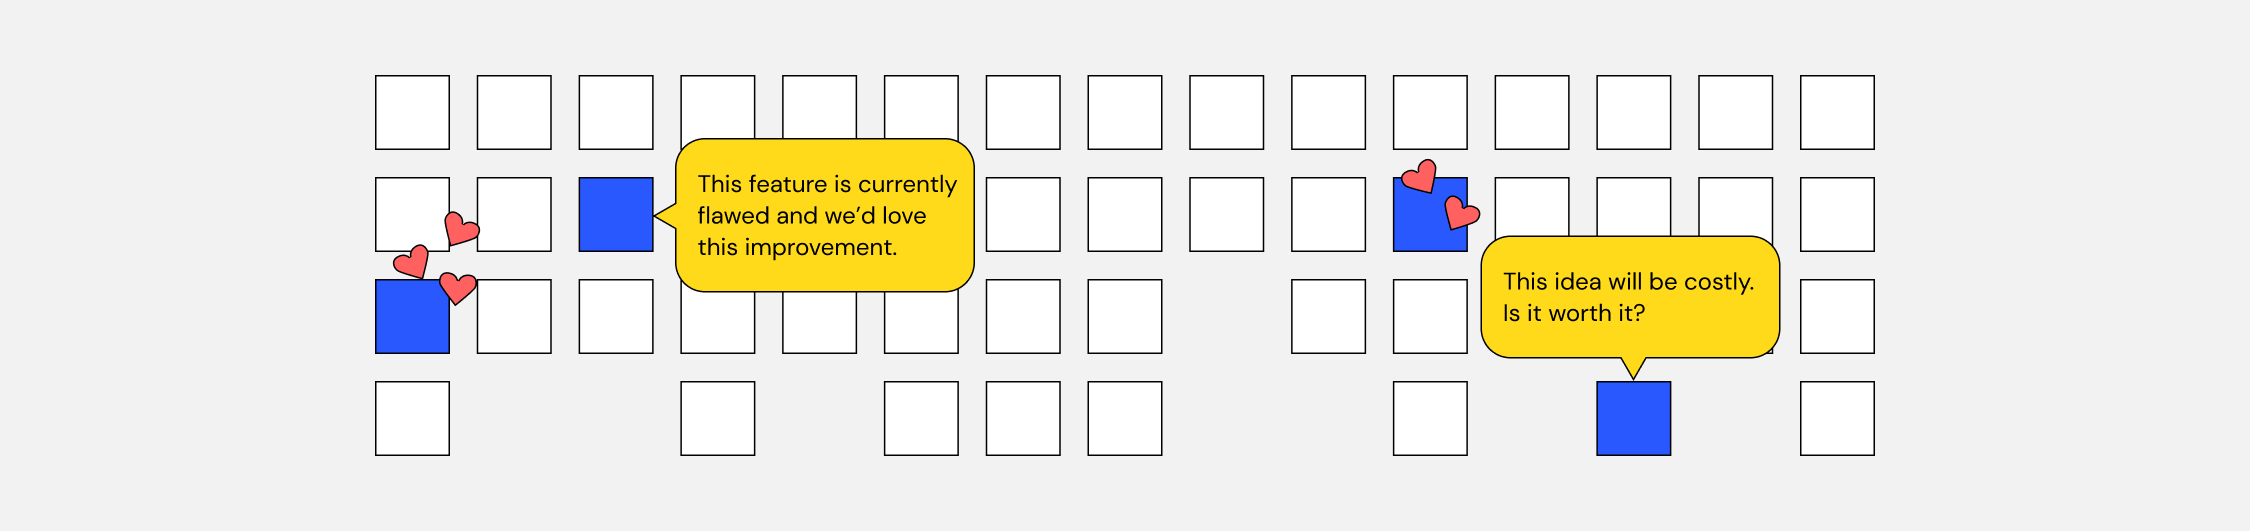 This feature is currently
flawed and we’d love
this improvement.
This idea will be costly.
Is it worth it?